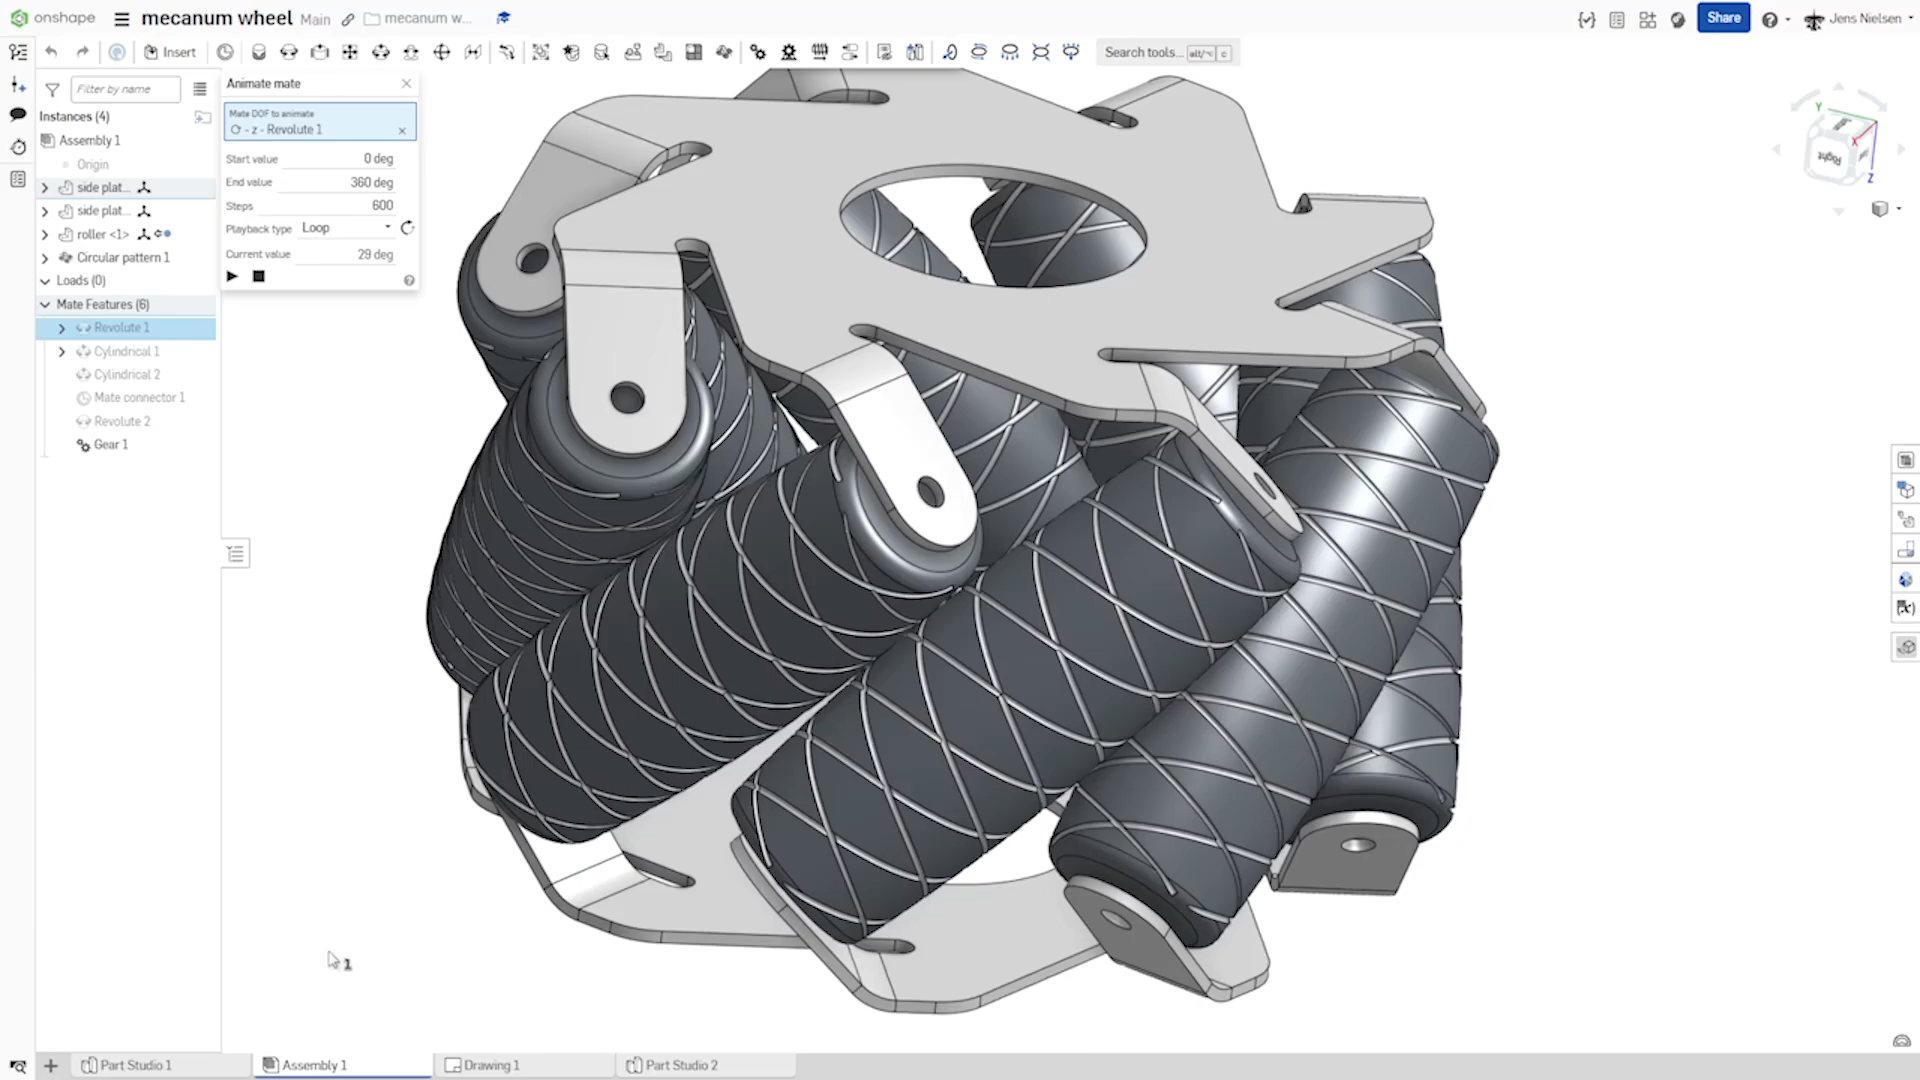 onshape mecanum wheel Main mecanum w... Share Jens Nielsen
Insert Search tools... alt/⌥ c
Filter by name
Instances (4)
Assembly 1
Origin
side plat...
side plat...
roller <1>
Circular pattern 1
Loads (0)
Mate Features (6)
Revolute 1
Cylindrical 1
Cylindrical 2
Mate connector 1
Revolute 2
Gear 1
Animate mate
Mate DOF to animate
- z - Revolute 1
Start value 0 deg
End value 360 deg
Steps 600
Playback type Loop
Current value 29 deg
Y
X
Right
Z
1
Part Studio 1 Assembly 1 Drawing 1 Part Studio 2